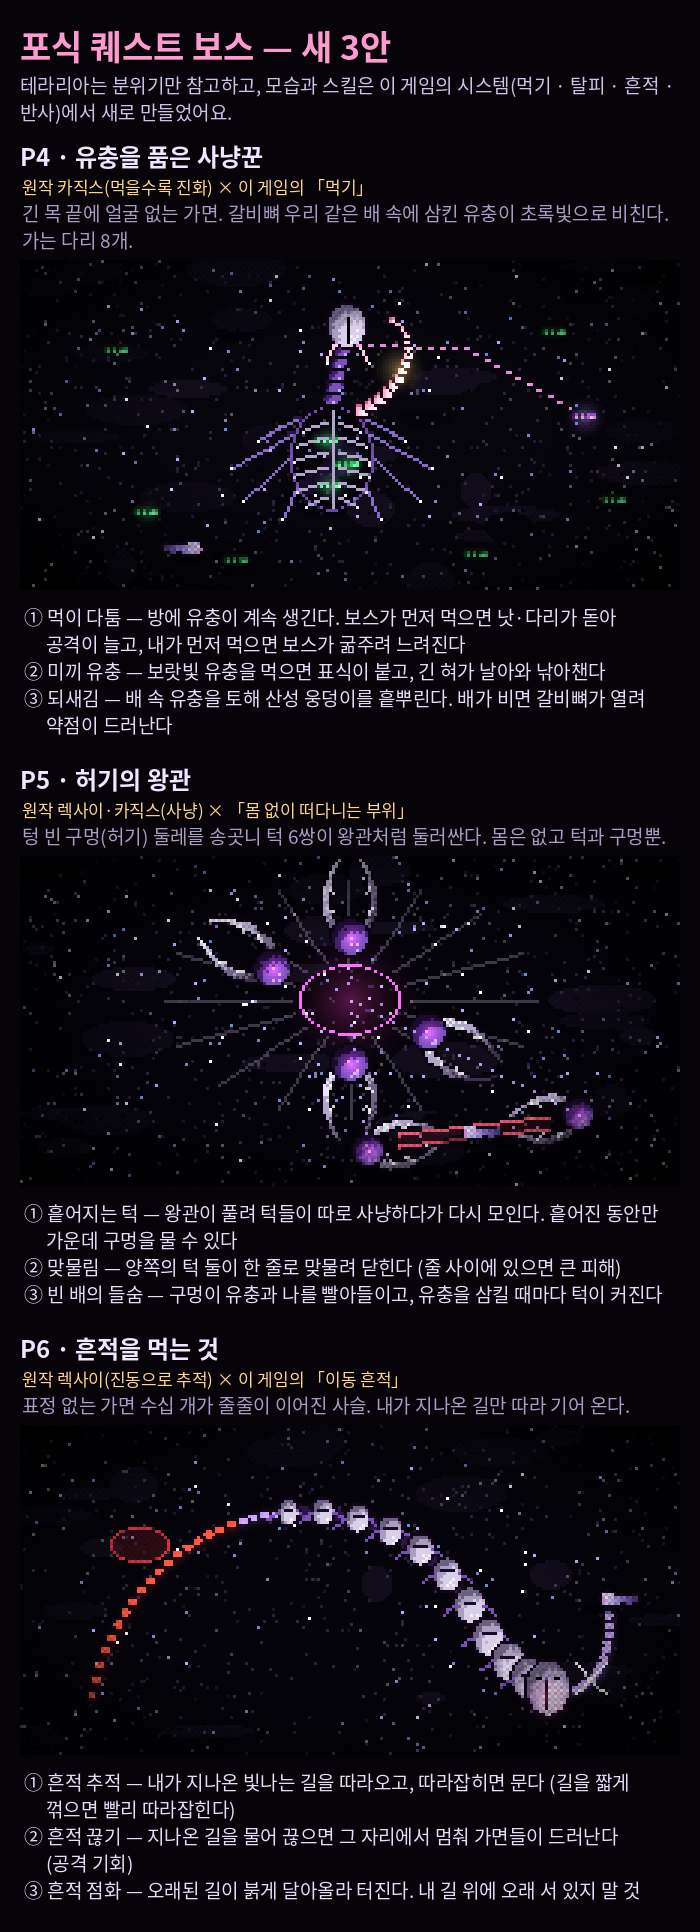 포식 퀘스트 보스 — 새 3안
테라리아는 분위기만 참고하고, 모습과 스킬은 이 게임의 시스템(먹기 · 탈피 · 흔적 ·
반사)에서 새로 만들었어요.
P4 · 유충을 품은 사냥꾼
원작 카직스(먹을수록 진화) × 이 게임의 「먹기」
긴 목 끝에 얼굴 없는 가면. 갈비뼈 우리 같은 배 속에 삼킨 유충이 초록빛으로 비친다.
가는 다리 8개.
① 먹이 다툼 — 방에 유충이 계속 생긴다. 보스가 먼저 먹으면 낫·다리가 돋아
공격이 늘고, 내가 먼저 먹으면 보스가 굶주려 느려진다
② 미끼 유충 — 보랏빛 유충을 먹으면 표식이 붙고, 긴 혀가 날아와 낚아챈다
③ 되새김 — 배 속 유충을 토해 산성 웅덩이를 흩뿌린다. 배가 비면 갈비뼈가 열려
약점이 드러난다
P5 · 허기의 왕관
원작 렉사이·카직스(사냥) × 「몸 없이 떠다니는 부위」
텅 빈 구멍(허기) 둘레를 송곳니 턱 6쌍이 왕관처럼 둘러싼다. 몸은 없고 턱과 구멍뿐.
① 흩어지는 턱 — 왕관이 풀려 턱들이 따로 사냥하다가 다시 모인다. 흩어진 동안만
가운데 구멍을 물 수 있다
② 맞물림 — 양쪽의 턱 둘이 한 줄로 맞물려 닫힌다 (줄 사이에 있으면 큰 피해)
③ 빈 배의 들숨 — 구멍이 유충과 나를 빨아들이고, 유충을 삼킬 때마다 턱이 커진다
P6 · 흔적을 먹는 것
원작 렉사이(진동으로 추적) × 이 게임의 「이동 흔적」
표정 없는 가면 수십 개가 줄줄이 이어진 사슬. 내가 지나온 길만 따라 기어 온다.
① 흔적 추적 — 내가 지나온 빛나는 길을 따라오고, 따라잡히면 문다 (길을 짧게
꺾으면 빨리 따라잡힌다)
② 흔적 끊기 — 지나온 길을 물어 끊으면 그 자리에서 멈춰 가면들이 드러난다
(공격 기회)
③ 흔적 점화 — 오래된 길이 붉게 달아올라 터진다. 내 길 위에 오래 서 있지 말 것